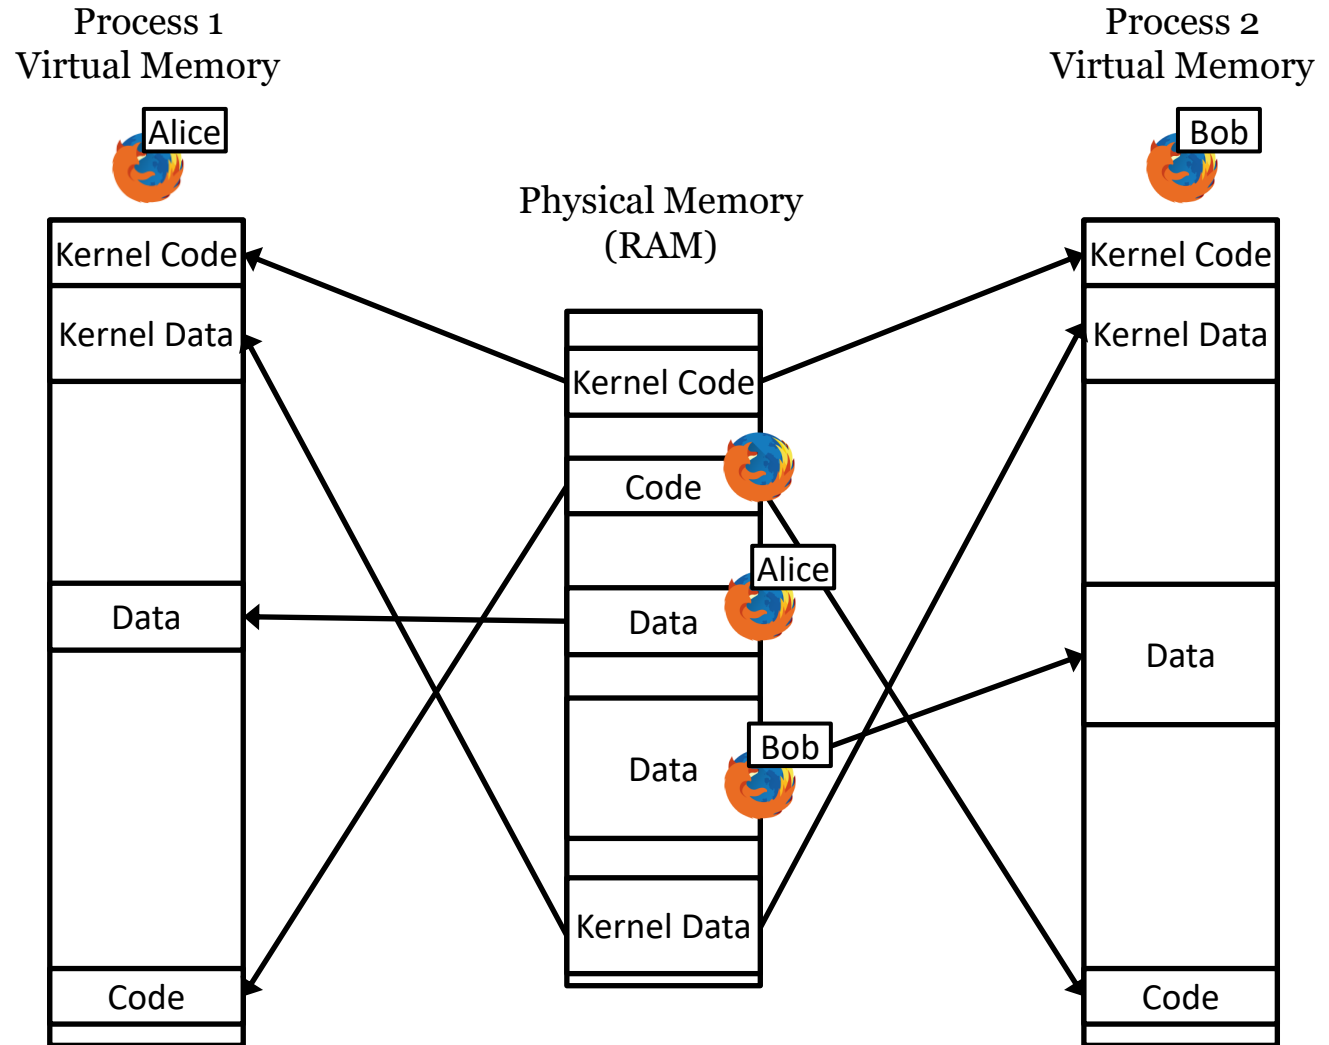 Process 1
Virtual Memory
Alice
Kernel Code
Kernel Data
Data
Code
Physical Memory
(RAM)
Kernel Code
Code
Alice
Data
Bob
Data
Kernel Data
Process 2
Virtual Memory
Bob
Kernel Code
Kernel Data
Data
Code